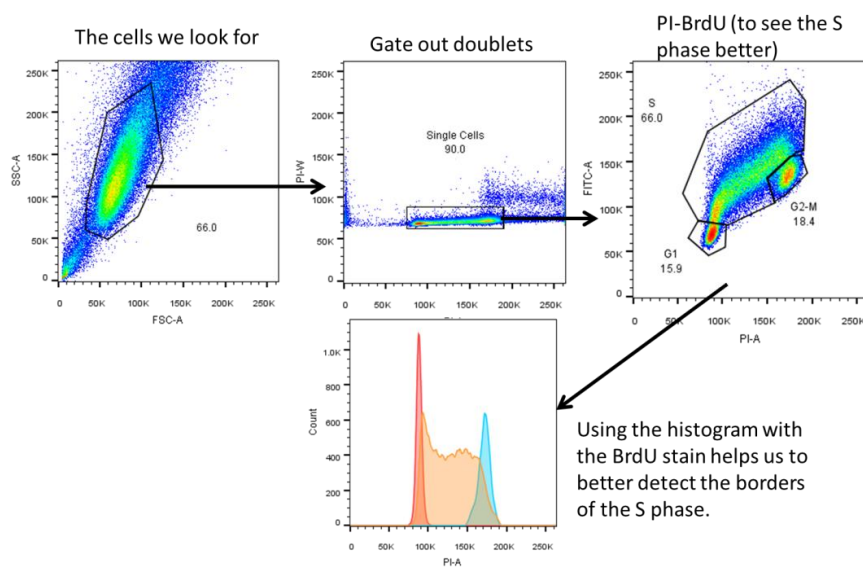 The cells we look for
Gate out doublets
PI-BrdU (to see the S
phase better)
250K
200K
150K
100K
50K
0
SSC-A
66.0
0 50K 100K 150K 200K 250K
FSC-A
250K
200K
150K
100K
50K
0
PI-W
Single Cells
90.0
0 50K 100K 150K 200K 250K
250K
200K
150K
100K
50K
0
FITC-A
S
66.0
G2-M
18.4
G1
15.9
0 50K 100K 150K 200K 250K
PI-A
1.0K
800
600
400
200
0
Count
0 50K 100K 150K 200K 250K
PI-A
Using the histogram with
the BrdU stain helps us to
better detect the borders
of the S phase.